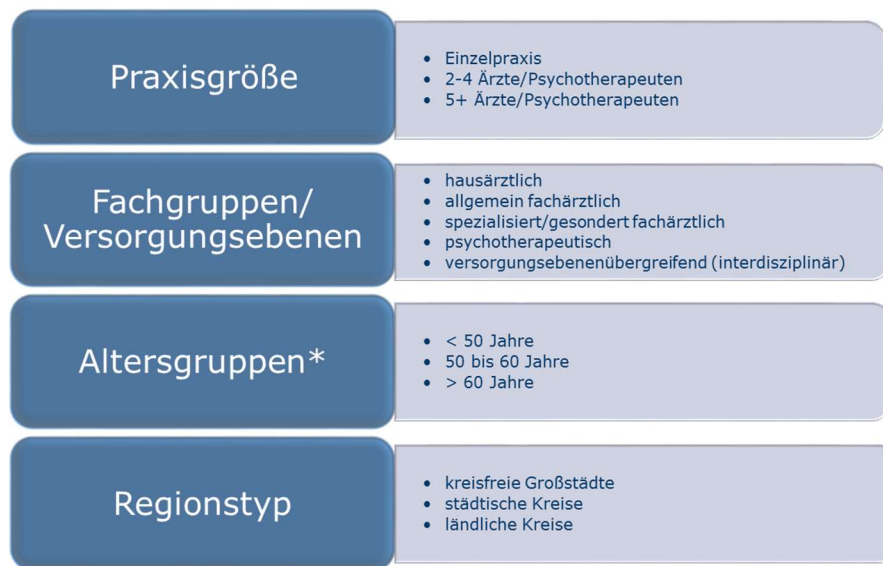 Praxisgröße
• Einzelpraxis
• 2-4 Ärzte/Psychotherapeuten
• 5+ Ärzte/Psychotherapeuten
Fachgruppen/
Versorgungsebenen
• hausärztlich
• allgemein fachärztlich
• spezialisiert/gesondert fachärztlich
• psychotherapeutisch
• versorgungsebenenübergreifend (interdisziplinär)
Altersgruppen*
• < 50 Jahre
• 50 bis 60 Jahre
• > 60 Jahre
Regionstyp
• kreisfreie Großstädte
• städtische Kreise
• ländliche Kreise